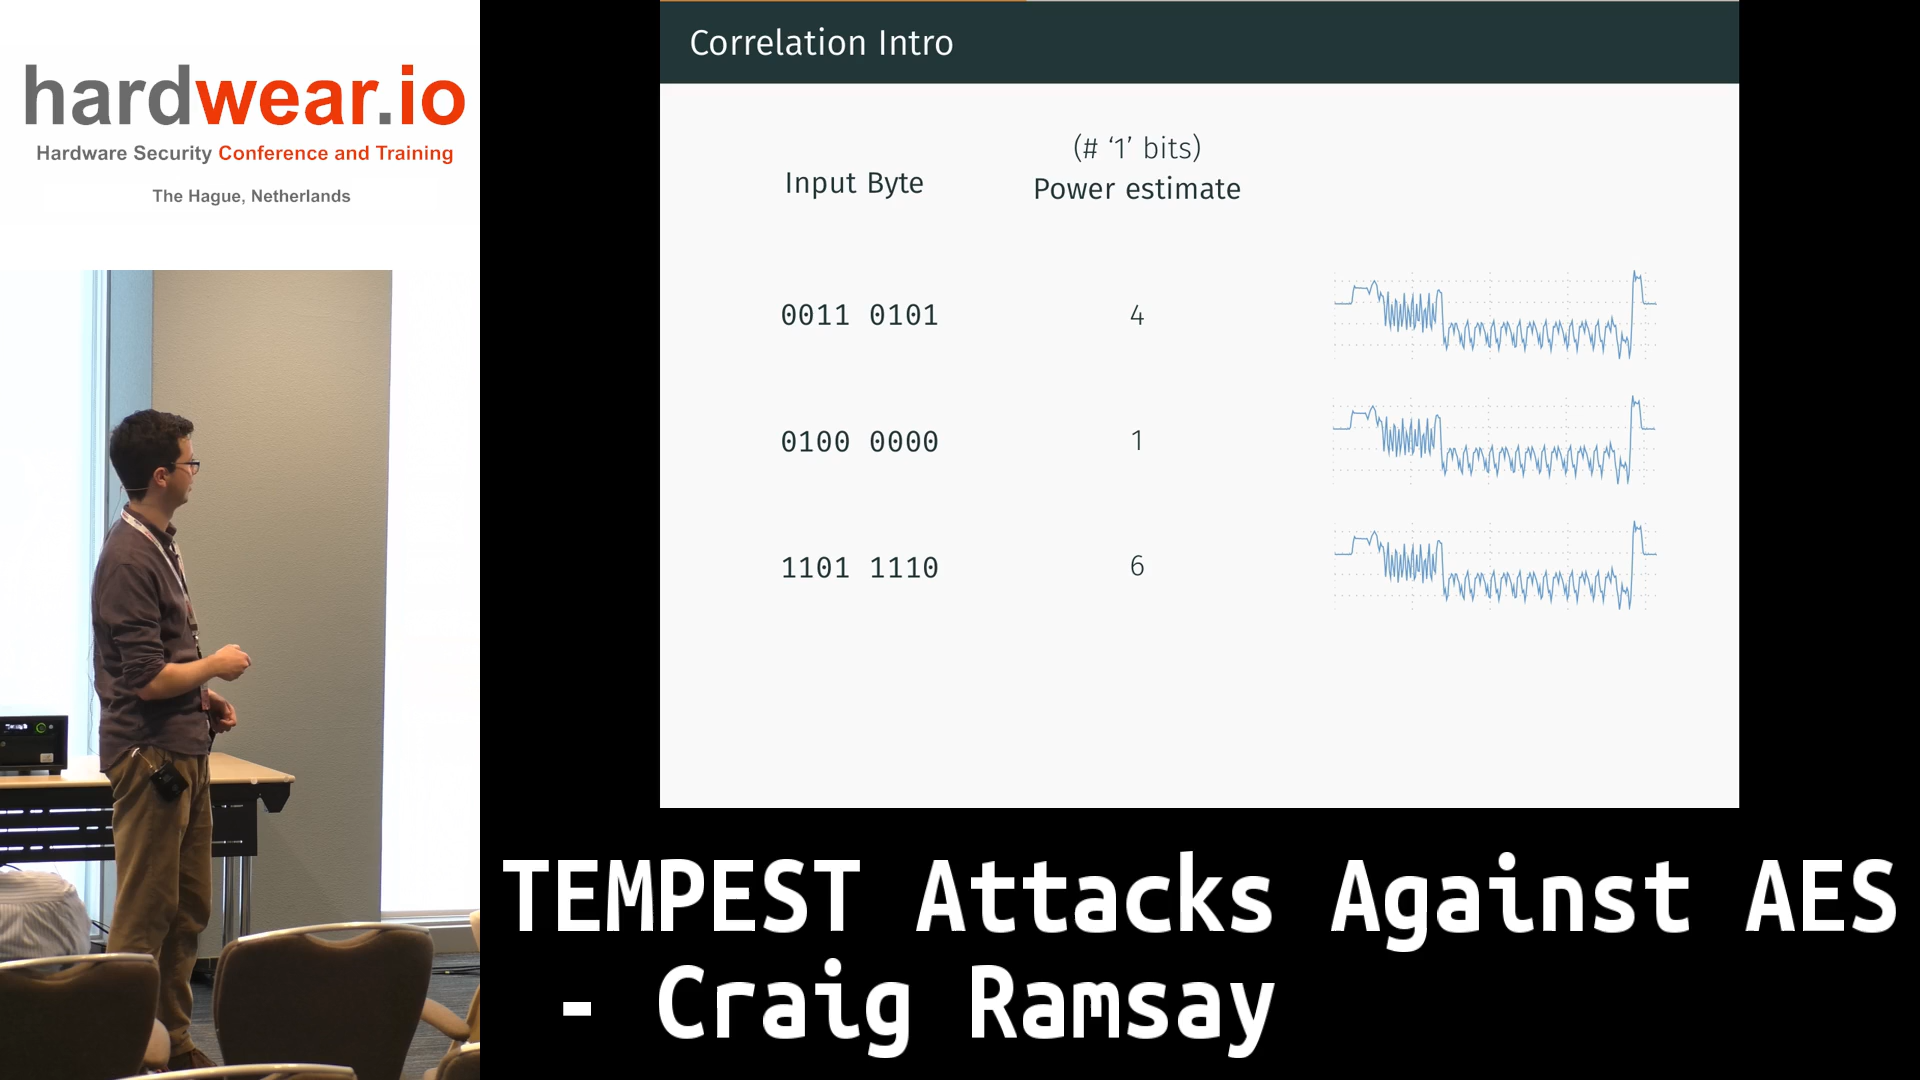 hardwear.io
Hardware Security Conference and Training
The Hague, Netherlands
Correlation Intro
Input Byte
(# ‘1’ bits)
Power estimate
0011 0101 4
0100 0000 1
1101 1110 6
TEMPEST Attacks Against AES
- Craig Ramsay